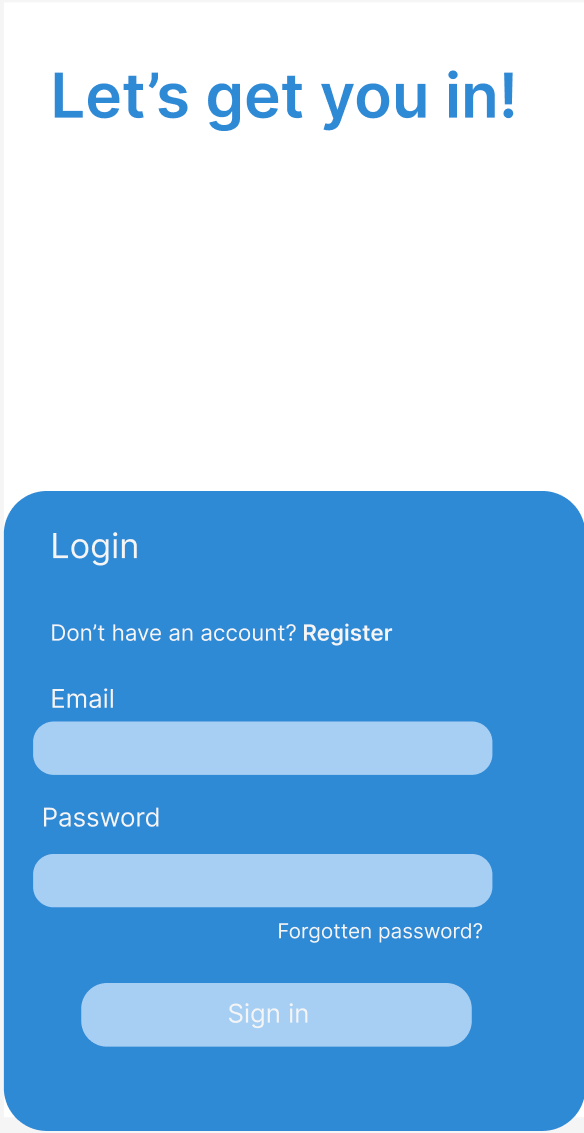 Let’s get you in!
Login
Don’t have an account? Register
Email
Password
Forgotten password?
Sign in